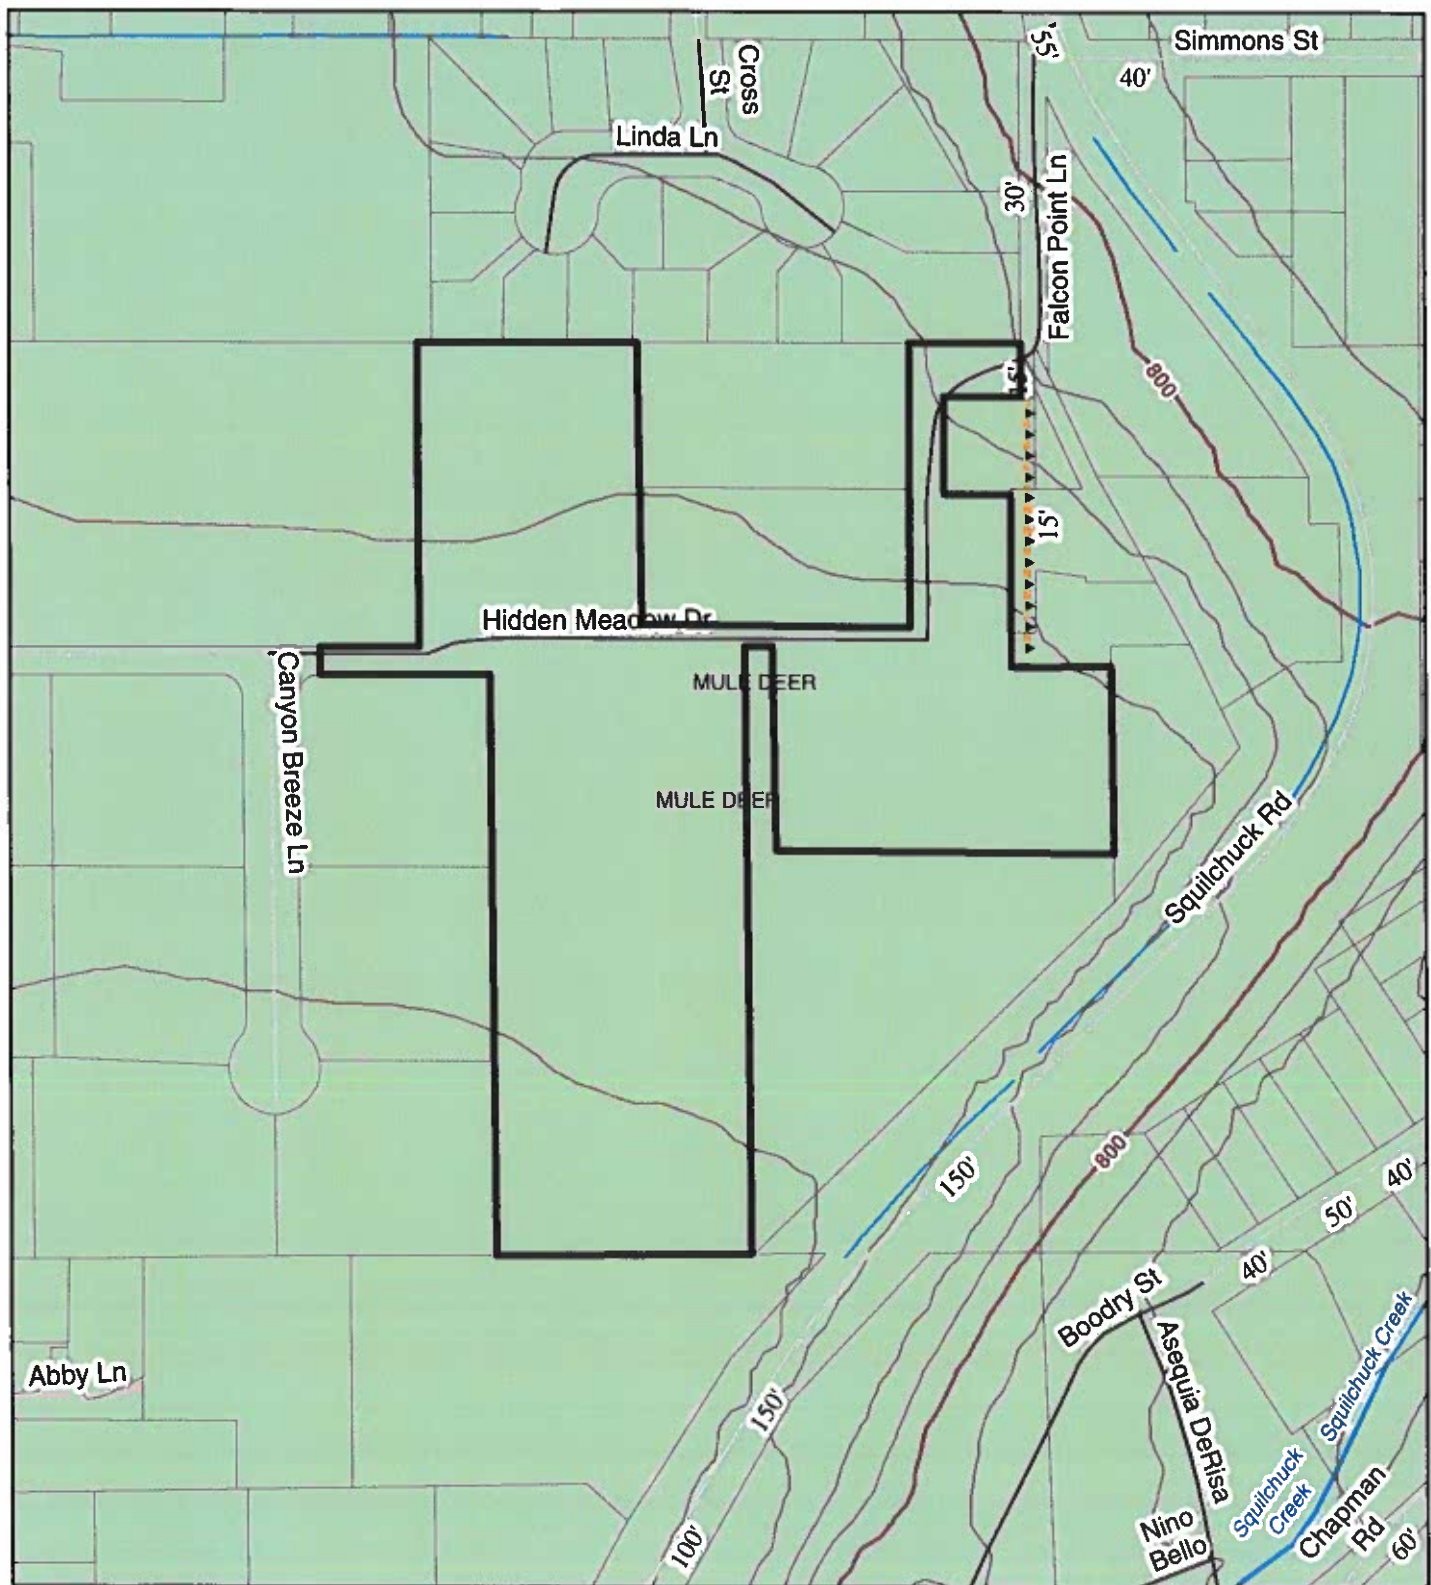 55'
Simmons St
40'
Cross
St
Linda Ln
30'
Falcon Point Ln
800
15'
15'
Hidden Meadow Dr
MULE DEER
Canyon Breeze Ln
MULE DEER
Squilchuck Rd
150'
800
40'
50'
40'
Boodry St
Asequia DeRisa
Squilchuck Creek
Abby Ln
150'
Squilchuck
Creek
Chapman
Rd
Nino
Bello
100'
60'